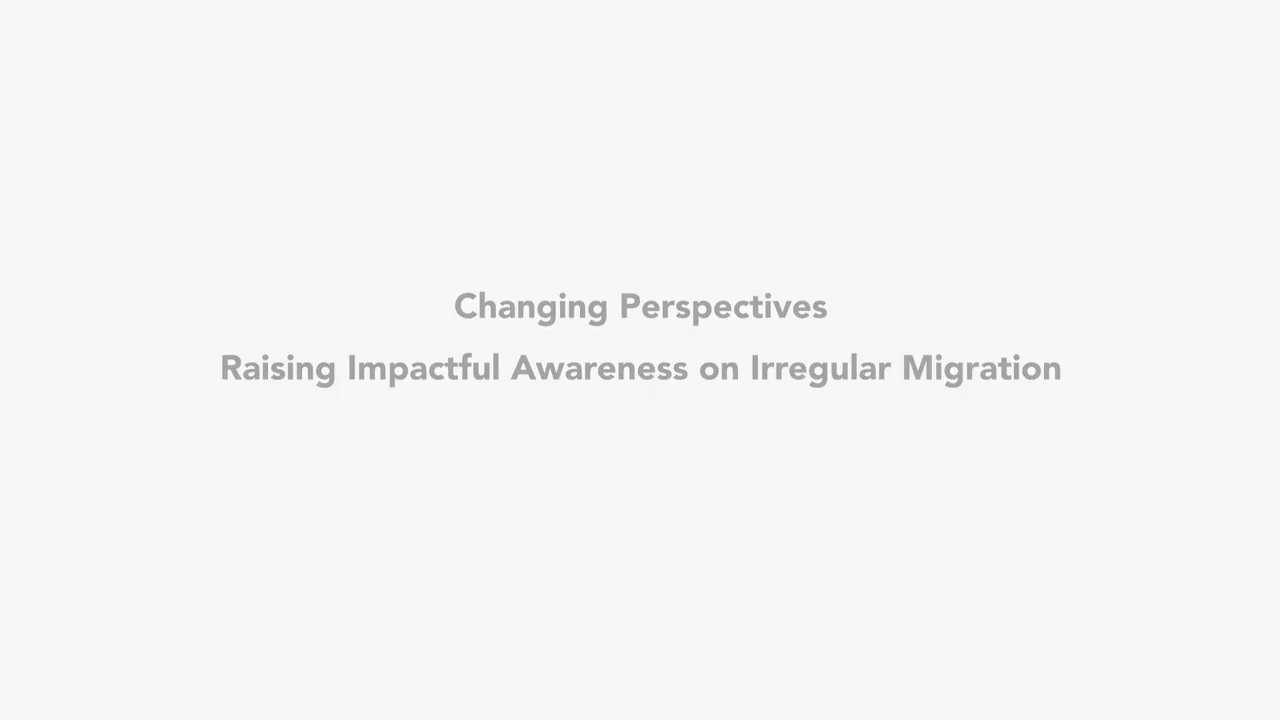 Changing Perspectives
Raising Impactful Awareness on Irregular Migration